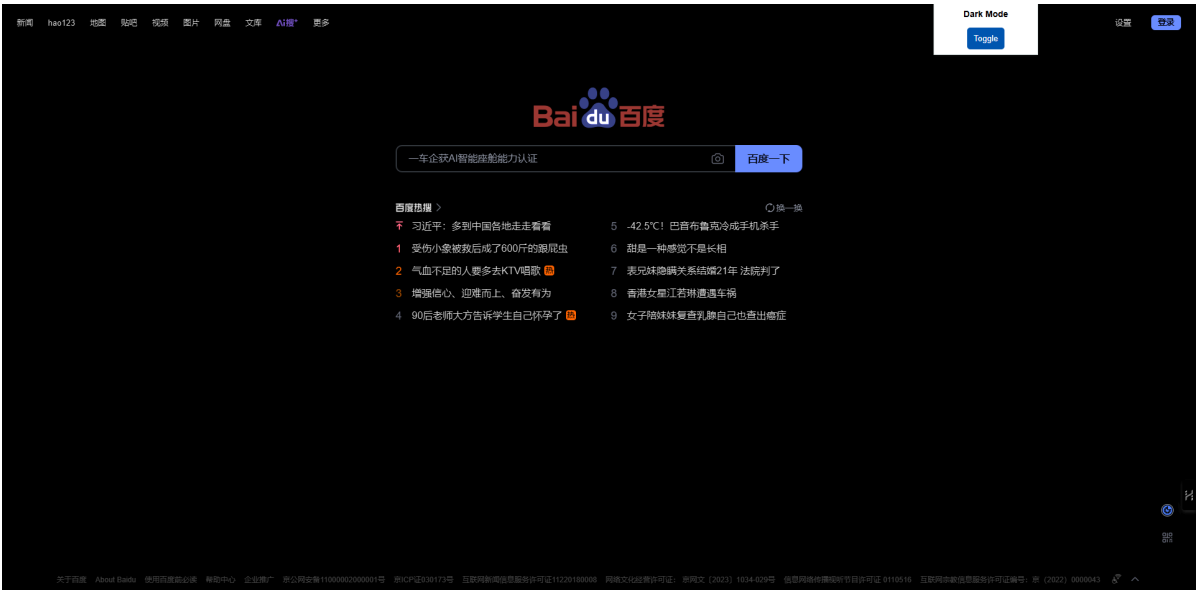 新闻 hao123 地图 贴吧 视频 图片 网盘 文库 Ai搜+ 更多
Dark Mode
Toggle
设置 登录
Bai du 百度
一车企获AI智能座舱能力认证 百度一下
百度热搜 换一换
习近平：多到中国各地走走看看
1 受伤小象被救后成了600斤的跟屁虫
2 气血不足的人要多去KTV唱歌 热
3 增强信心、迎难而上、奋发有为
4 90后老师大方告诉学生自己怀孕了 热
5 -42.5℃！巴音布鲁克冷成手机杀手
6 甜是一种感觉不是长相
7 表兄妹隐瞒关系结婚21年 法院判了
8 香港女星江若琳遭遇车祸
9 女子陪妹妹复查乳腺自己也查出癌症
关于百度 About Baidu 使用百度前必读 帮助中心 企业推广 京公网安备11000002000001号 京ICP证030173号 互联网新闻信息服务许可证11220180008 网络文化经营许可证： 京网文〔2023〕1034-029号 信息网络传播视听节目许可证 0110516 互联网宗教信息服务许可证编号：京（2022）0000043